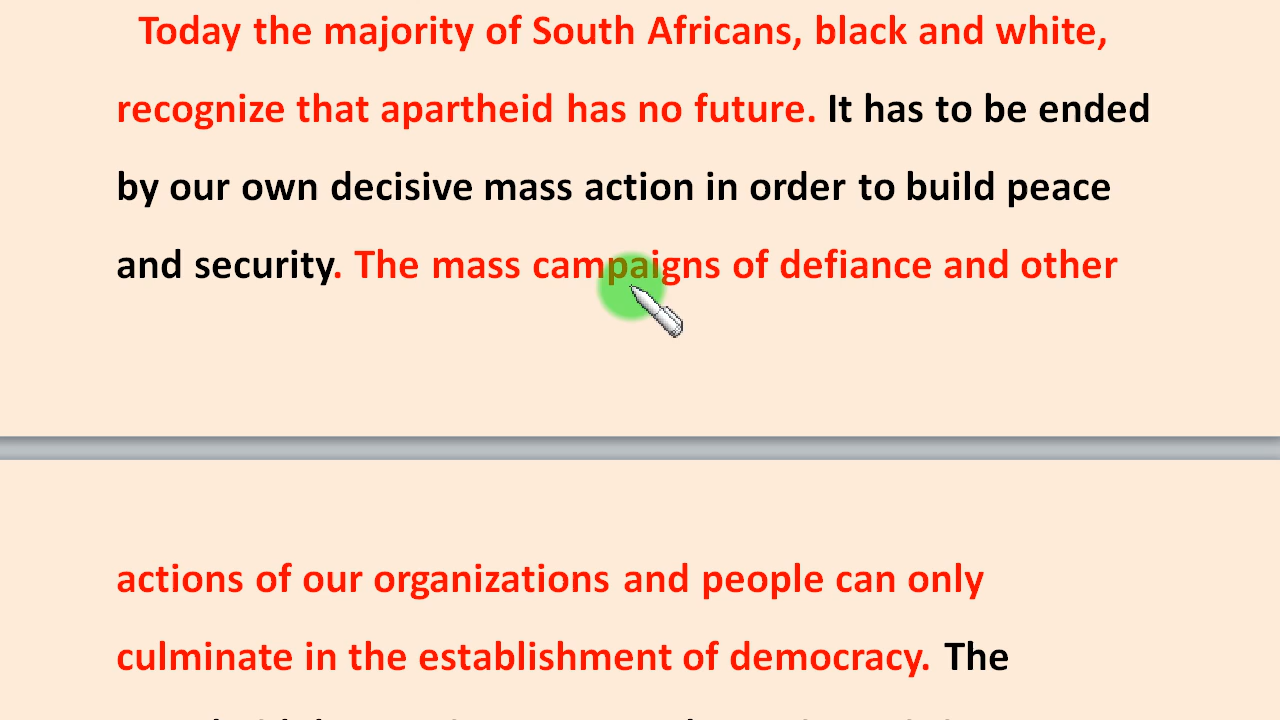 Today the majority of South Africans, black and white,
recognize that apartheid has no future. It has to be ended
by our own decisive mass action in order to build peace
and security. The mass campaigns of defiance and other
actions of our organizations and people can only
culminate in the establishment of democracy. The